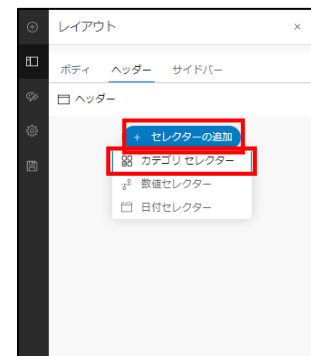 レイアウト ×
ボディ ヘッダー サイドバー
ヘッダー
+ セレクターの追加
カテゴリ セレクター
数値セレクター
日付セレクター